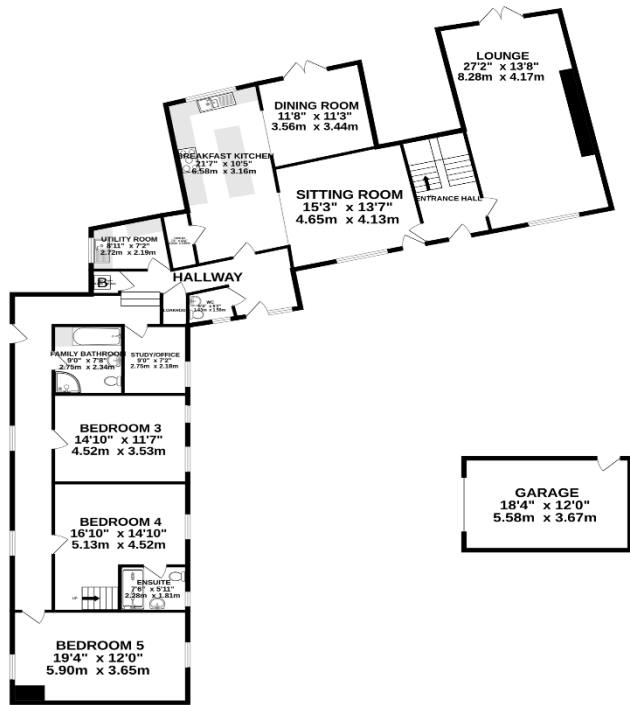 LOUNGE
27'2" x 13'8"
8.28m x 4.17m
DINING ROOM
11'8" x 11'3"
3.56m x 3.44m
BREAKFAST KITCHEN
21'7" x 10'5"
6.58m x 3.16m
SITTING ROOM
15'3" x 13'7"
4.65m x 4.13m
ENTRANCE HALL
UTILITY ROOM
8'11" x 7'2"
2.72m x 2.19m
HALLWAY
B
WC
FAMILY BATHROOM
9'0" x 7'8"
2.75m x 2.34m
STUDY/OFFICE
9'0" x 7'2"
2.75m x 2.18m
BEDROOM 3
14'10" x 11'7"
4.52m x 3.53m
BEDROOM 4
16'10" x 14'10"
5.13m x 4.52m
UP
ENSUITE
7'6" x 5'11"
2.28m x 1.81m
BEDROOM 5
19'4" x 12'0"
5.90m x 3.65m
GARAGE
18'4" x 12'0"
5.58m x 3.67m